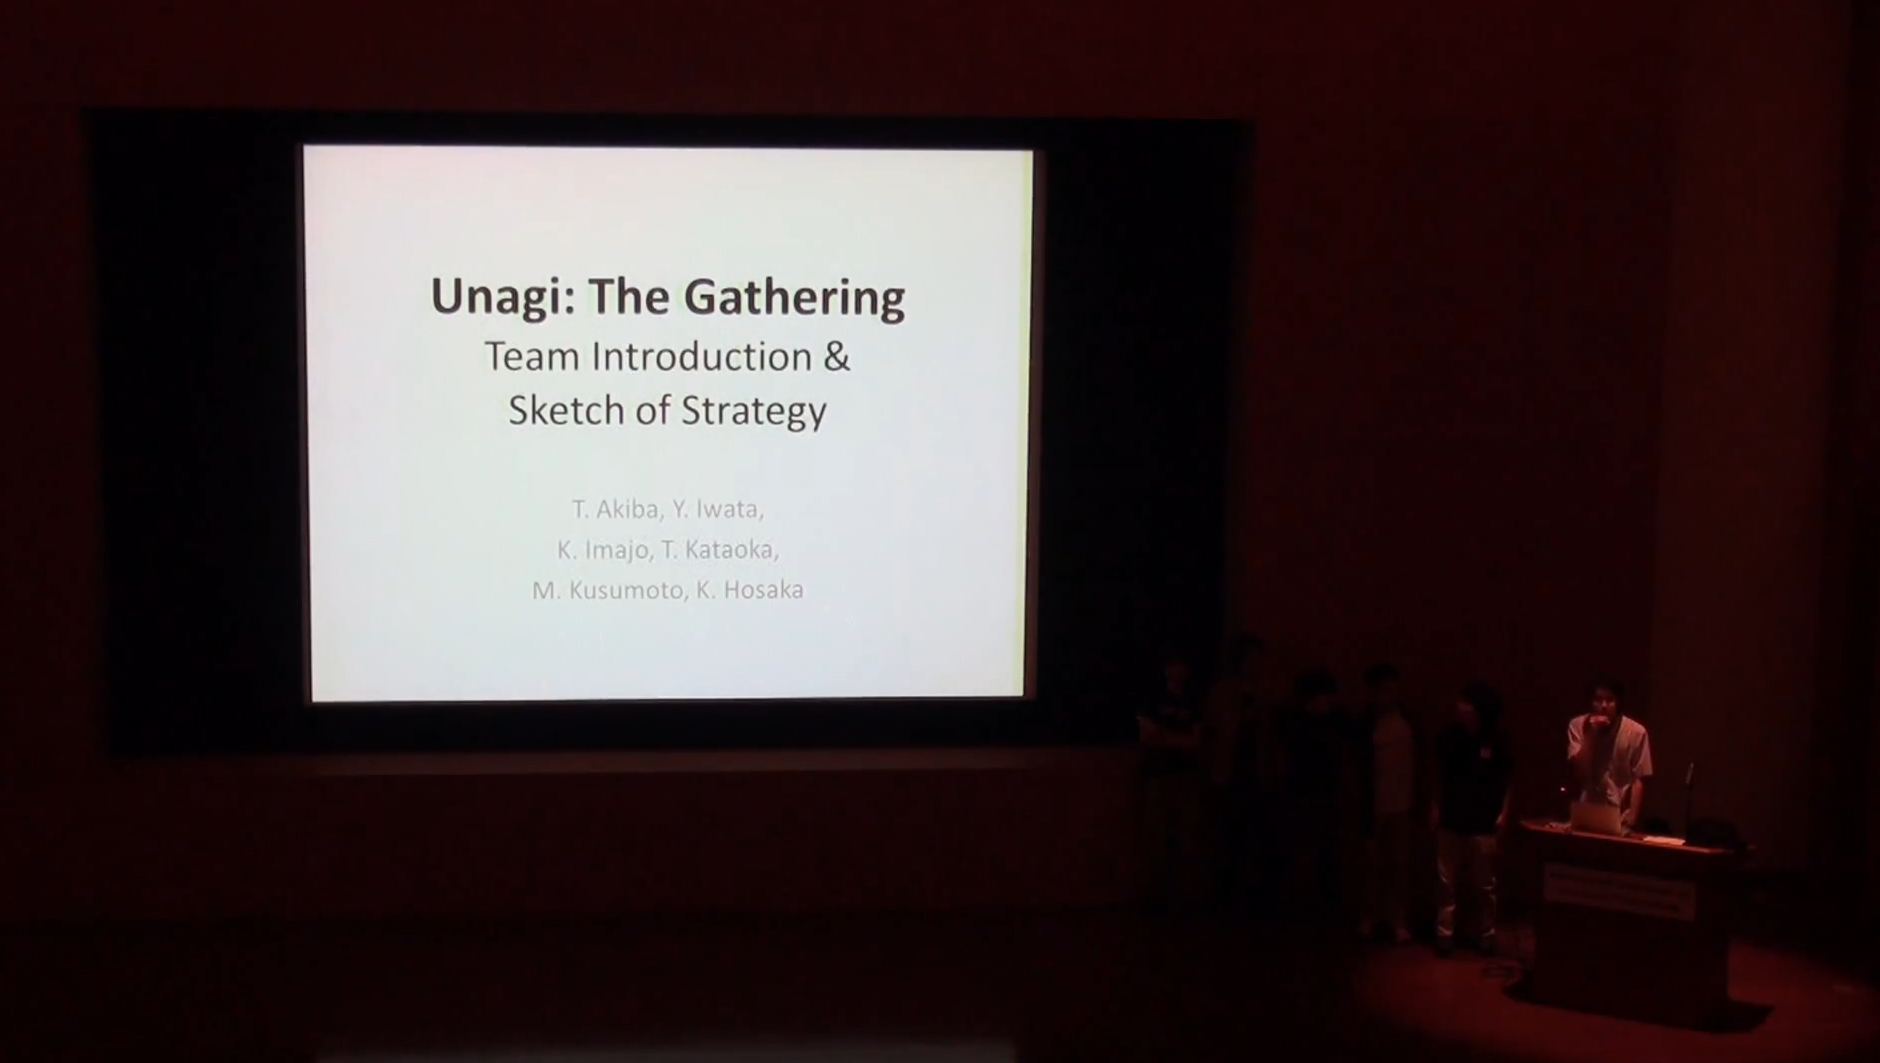 Unagi: The Gathering
Team Introduction &
Sketch of Strategy
T. Akiba, Y. Iwata,
K. Imajo, T. Kataoka,
M. Kusumoto, K. Hosaka